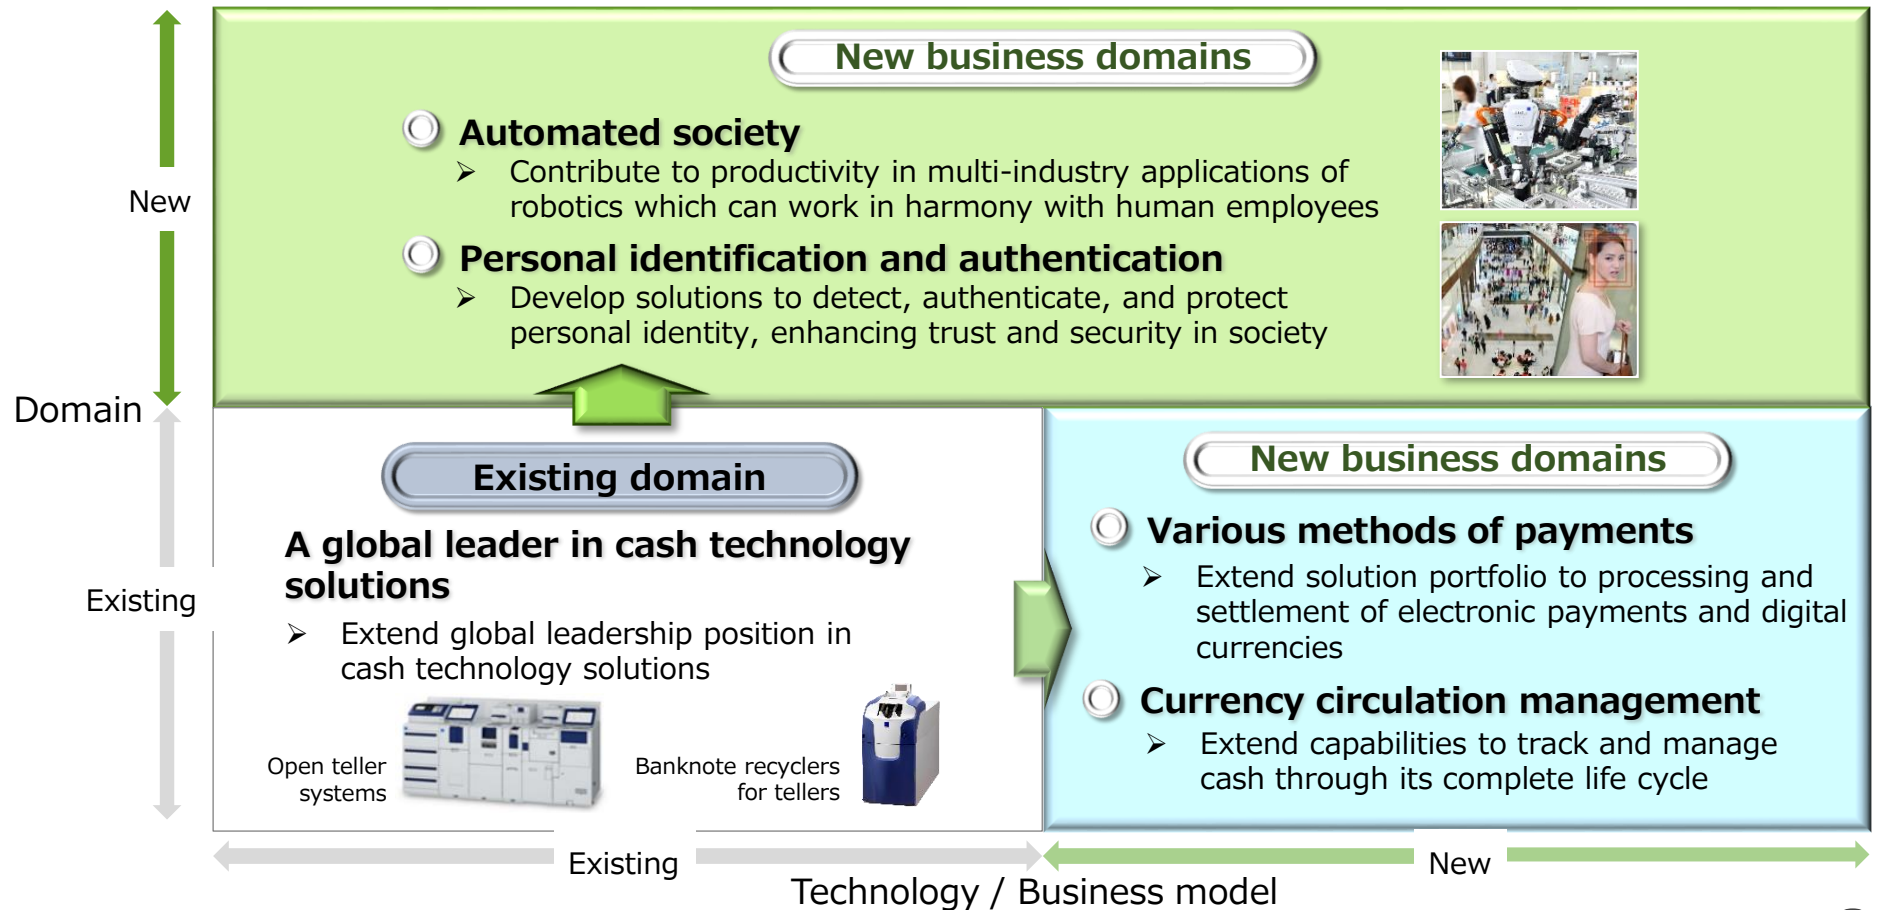 New business domains
Automated society
➢ Contribute to productivity in multi-industry applications of
robotics which can work in harmony with human employees
Personal identification and authentication
➢ Develop solutions to detect, authenticate, and protect
personal identity, enhancing trust and security in society
New
Domain
Existing
Existing domain
A global leader in cash technology
solutions
➢ Extend global leadership position in
cash technology solutions
Open teller
systems
Banknote recyclers
for tellers
New business domains
Various methods of payments
➢ Extend solution portfolio to processing and
settlement of electronic payments and digital
currencies
Currency circulation management
➢ Extend capabilities to track and manage
cash through its complete life cycle
Existing
New
Technology / Business model